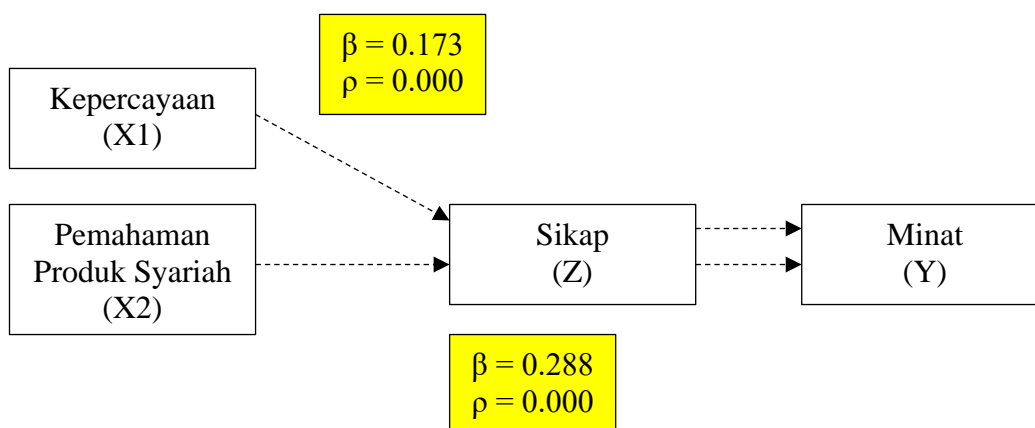 β = 0.173
ρ = 0.000
Kepercayaan
(X1)
Pemahaman
Produk Syariah
(X2)
Sikap
(Z)
Minat
(Y)
β = 0.288
ρ = 0.000